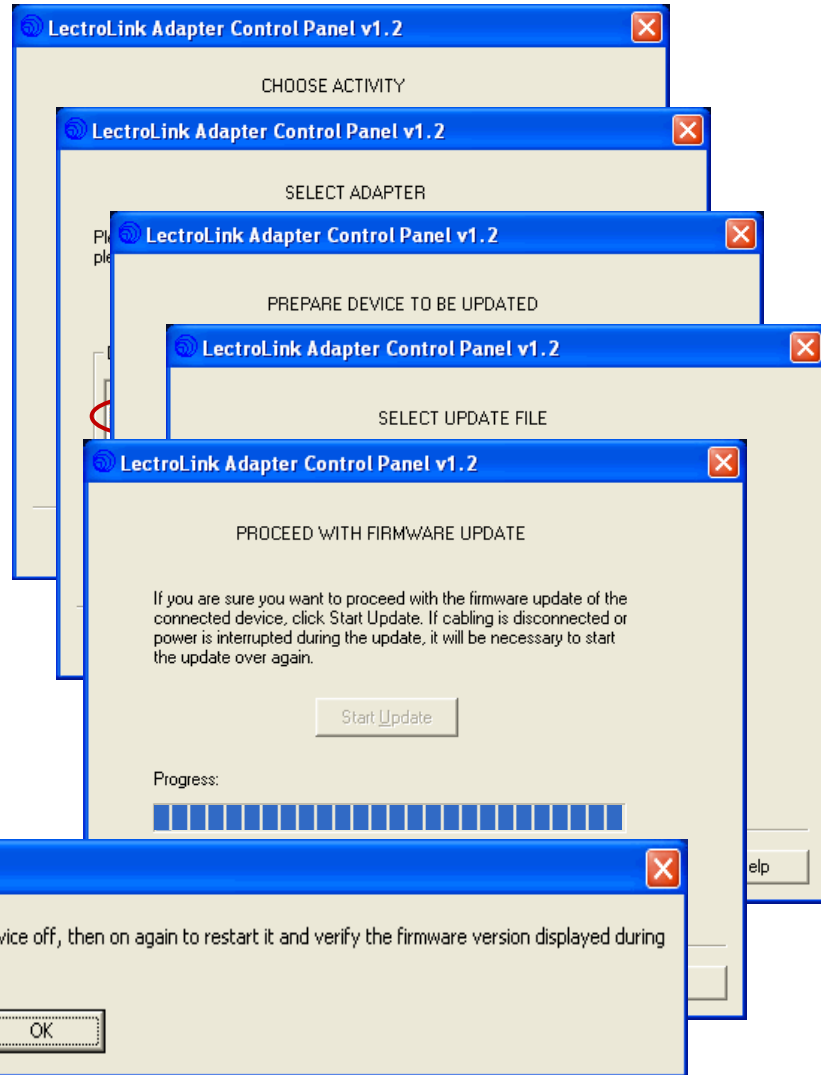 LectroLink Adapter Control Panel v1.2
CHOOSE ACTIVITY
LectroLink Adapter Control Panel v1.2
SELECT ADAPTER
LectroLink Adapter Control Panel v1.2
PREPARE DEVICE TO BE UPDATED
LectroLink Adapter Control Panel v1.2
SELECT UPDATE FILE
LectroLink Adapter Control Panel v1.2
PROCEED WITH FIRMWARE UPDATE
If you are sure you want to proceed with the firmware update of the
connected device, click Start Update. If cabling is disconnected or
power is interrupted during the update, it will be necessary to start
the update over again.
Start Update
Progress:
elp
vice off, then on again to restart it and verify the firmware version displayed during
OK